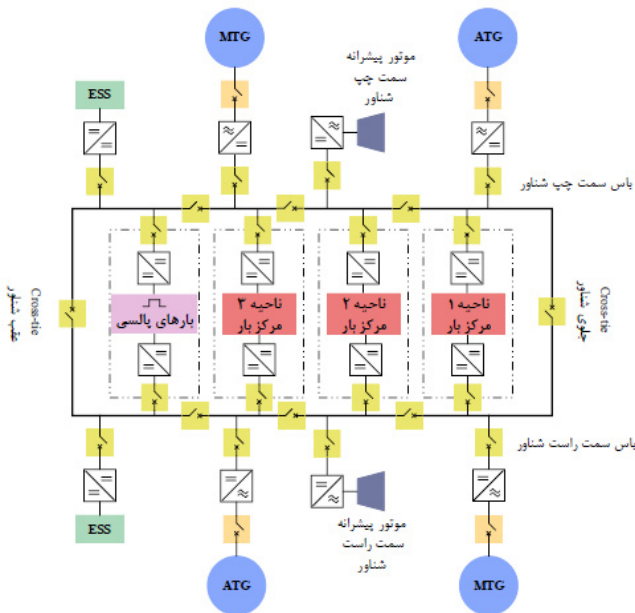 MTG
ATG
موتور پیشرانه
سمت چپ
شناور
ESS
باس سمت چپ شناور
Cross-tie
عقب شناور
بارهای پالسی
ناحیه ۳
مرکز بار
ناحیه ۲
مرکز بار
ناحیه ۱
مرکز بار
Cross-tie
جلوی شناور
باس سمت راست شناور
ESS
موتور پیشرانه
سمت راست
شناور
ATG
MTG